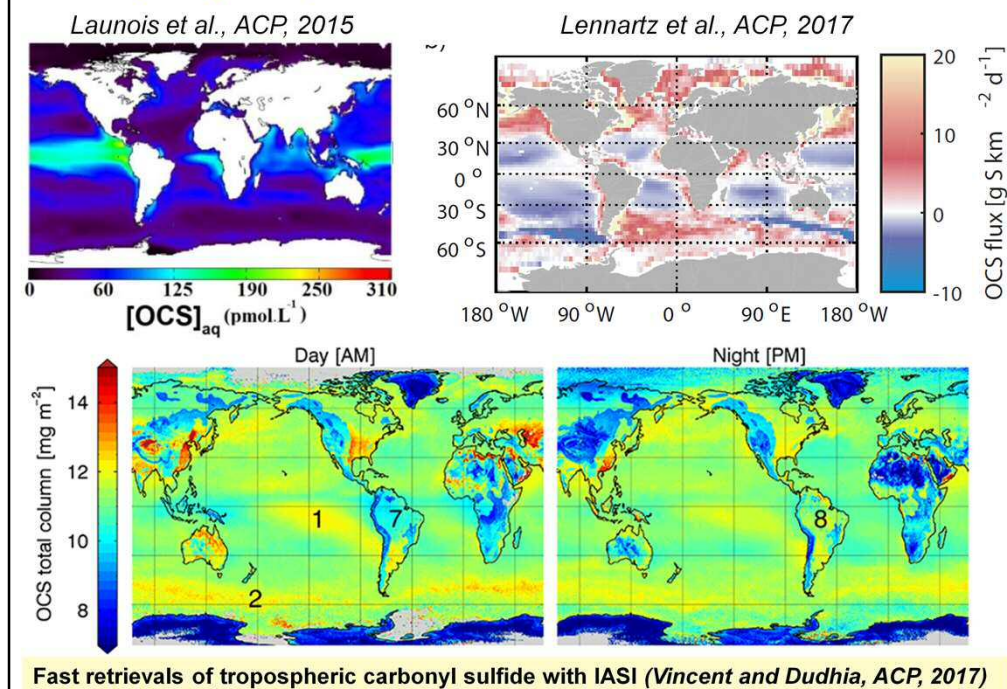 Launois et al., ACP, 2015
Lennartz et al., 2017
0 60 125 175 250 310
[OCS]aq (pmol.L-1)
60 °N
30 °N
0 °
30 °S
60 °S
180 °W 90 °W 0 ° 90 °E 180 °W
20
10
0
-10
OCS flux [g S km -2 d-1]
Day [AM]
Night [PM]
14
12
10
8
OCS total column [mg m−2]
1
7
2
8
Fast retrievals of tropospheric carbonyl sulfide with IASI (Vincent and Dudhia, ACP, 2017)